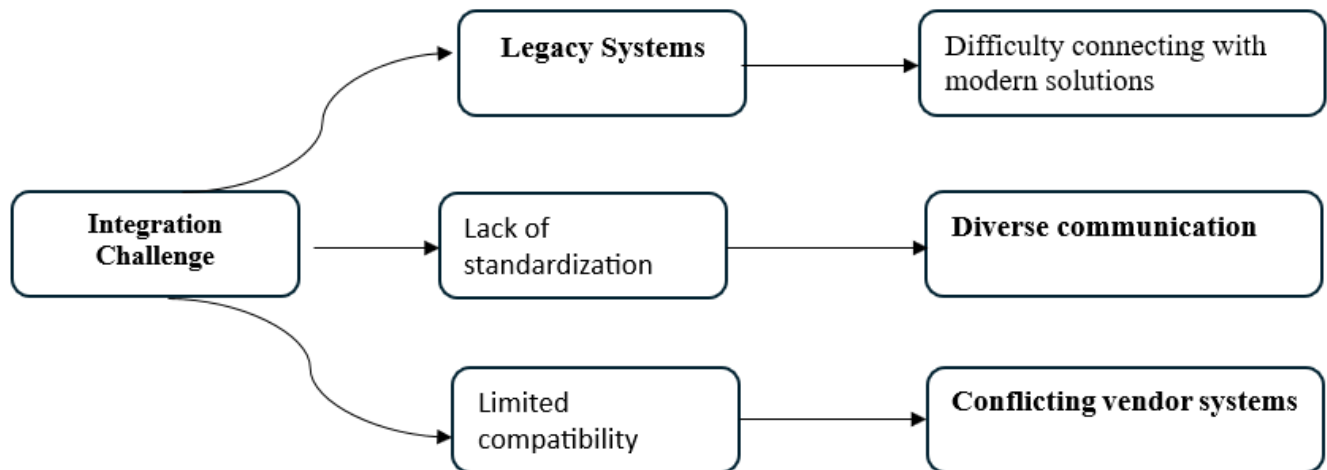 Legacy Systems
Difficulty connecting with
modern solutions
Integration
Challenge
Lack of
standardization
Diverse communication
Limited
compatibility
Conflicting vendor systems